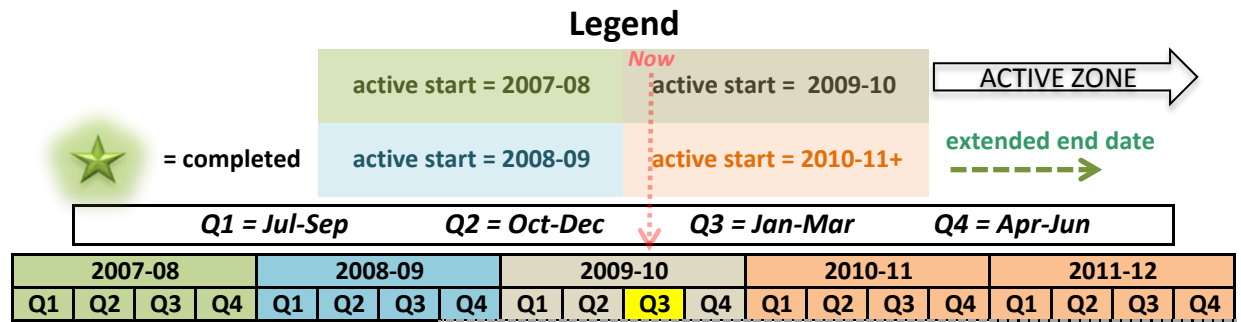 Legend
Now
active start = 2007-08 active start = 2009-10 ACTIVE ZONE
= completed active start = 2008-09 active start = 2010-11+ extended end date
Q1 = Jul-Sep Q2 = Oct-Dec Q3 = Jan-Mar Q4 = Apr-Jun
2007-08 2008-09 2009-10 2010-11 2011-12
Q1 Q2 Q3 Q4 Q1 Q2 Q3 Q4 Q1 Q2 Q3 Q4 Q1 Q2 Q3 Q4 Q1 Q2 Q3 Q4